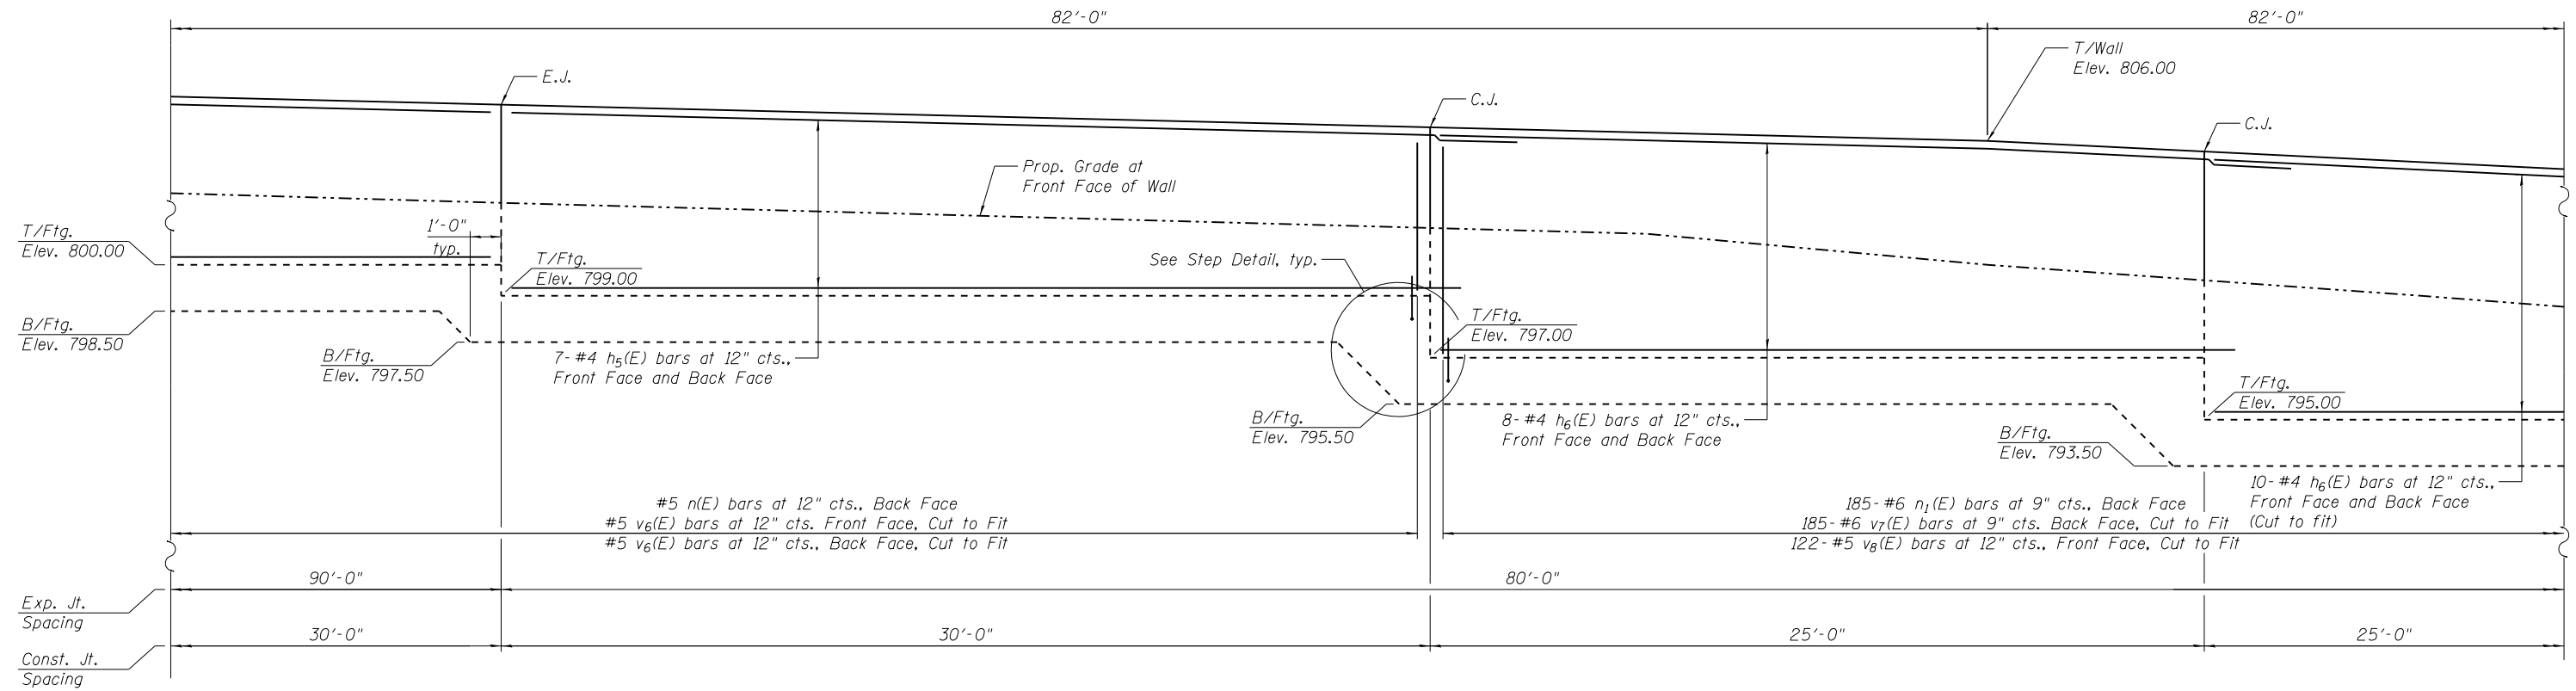 82'-0"
82'-0"
T/Wall
Elev. 806.00
E.J.
C.J.
C.J.
Prop. Grade at
Front Face of Wall
T/Ftg.
Elev. 800.00
1'-0"
typ.
T/Ftg.
Elev. 799.00
See Step Detail, typ.
B/Ftg.
Elev. 798.50
B/Ftg.
Elev. 797.50
7-#4 h5(E) bars at 12" cts.,
Front Face and Back Face
T/Ftg.
Elev. 797.00
B/Ftg.
Elev. 795.50
8-#4 h6(E) bars at 12" cts.,
Front Face and Back Face
T/Ftg.
Elev. 795.00
B/Ftg.
Elev. 793.50
10-#4 h6(E) bars at 12" cts.,
Front Face and Back Face
(Cut to fit)
#5 n(E) bars at 12" cts., Back Face
#5 v6(E) bars at 12" cts. Front Face, Cut to Fit
#5 v6(E) bars at 12" cts., Back Face, Cut to Fit
185-#6 n1(E) bars at 9" cts., Back Face
185-#6 v7(E) bars at 9" cts. Back Face, Cut to Fit
122-#5 v8(E) bars at 12" cts., Front Face, Cut to Fit
Exp. Jt.
Spacing
90'-0"
80'-0"
Const. Jt.
Spacing
30'-0"
30'-0"
25'-0"
25'-0"